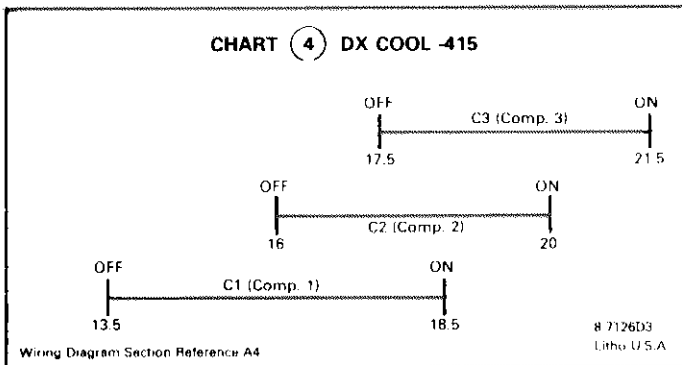 CHART 4 DX COOL -415
OFF ON
C3 (Comp. 3)
17.5 21.5
OFF ON
C2 (Comp. 2)
16 20
OFF ON
C1 (Comp. 1)
13.5 18.5
8 7126D3
Wiring Diagram Section Reference A4 Litho U.S.A